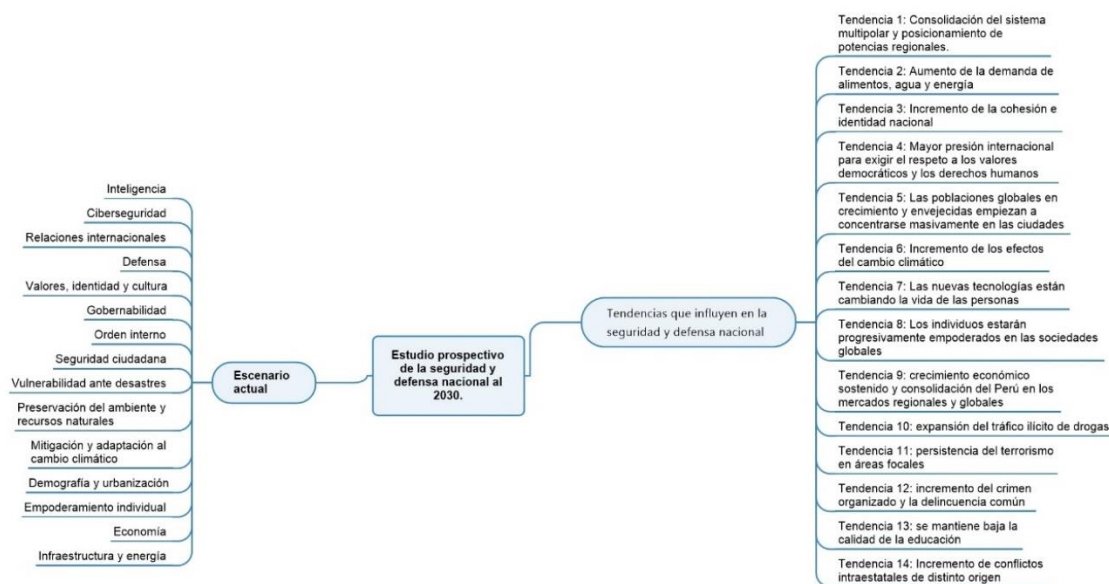 Inteligencia
Ciberseguridad
Relaciones internacionales
Defensa
Valores, identidad y cultura
Gobernabilidad
Orden interno
Seguridad ciudadana
Vulnerabilidad ante desastres
Preservación del ambiente y
recursos naturales
Mitigación y adaptación al
cambio climático
Demografía y urbanización
Empoderamiento individual
Economía
Infraestructura y energía
Escenario
actual
Estudio prospectivo
de la seguridad y
defensa nacional al
2030.
Tendencias que influyen en la
seguridad y defensa nacional
Tendencia 1: Consolidación del sistema
multipolar y posicionamiento de
potencias regionales.
Tendencia 2: Aumento de la demanda de
alimentos, agua y energía
Tendencia 3: Incremento de la cohesión e
identidad nacional
Tendencia 4: Mayor presión internacional
para exigir el respeto a los valores
democráticos y los derechos humanos
Tendencia 5: Las poblaciones globales en
crecimiento y envejecidas empiezan a
concentrarse masivamente en las ciudades
Tendencia 6: Incremento de los efectos
del cambio climático
Tendencia 7: Las nuevas tecnologías están
cambiando la vida de las personas
Tendencia 8: Los individuos estarán
progresivamente empoderados en las sociedades
globales
Tendencia 9: crecimiento económico
sostenido y consolidación del Perú en los
mercados regionales y globales
Tendencia 10: expansión del tráfico ilícito de drogas
Tendencia 11: persistencia del terrorismo
en áreas focales
Tendencia 12: incremento del crimen
organizado y la delincuencia común
Tendencia 13: se mantiene baja la
calidad de la educación
Tendencia 14: Incremento de conflictos
intraestatales de distinto origen